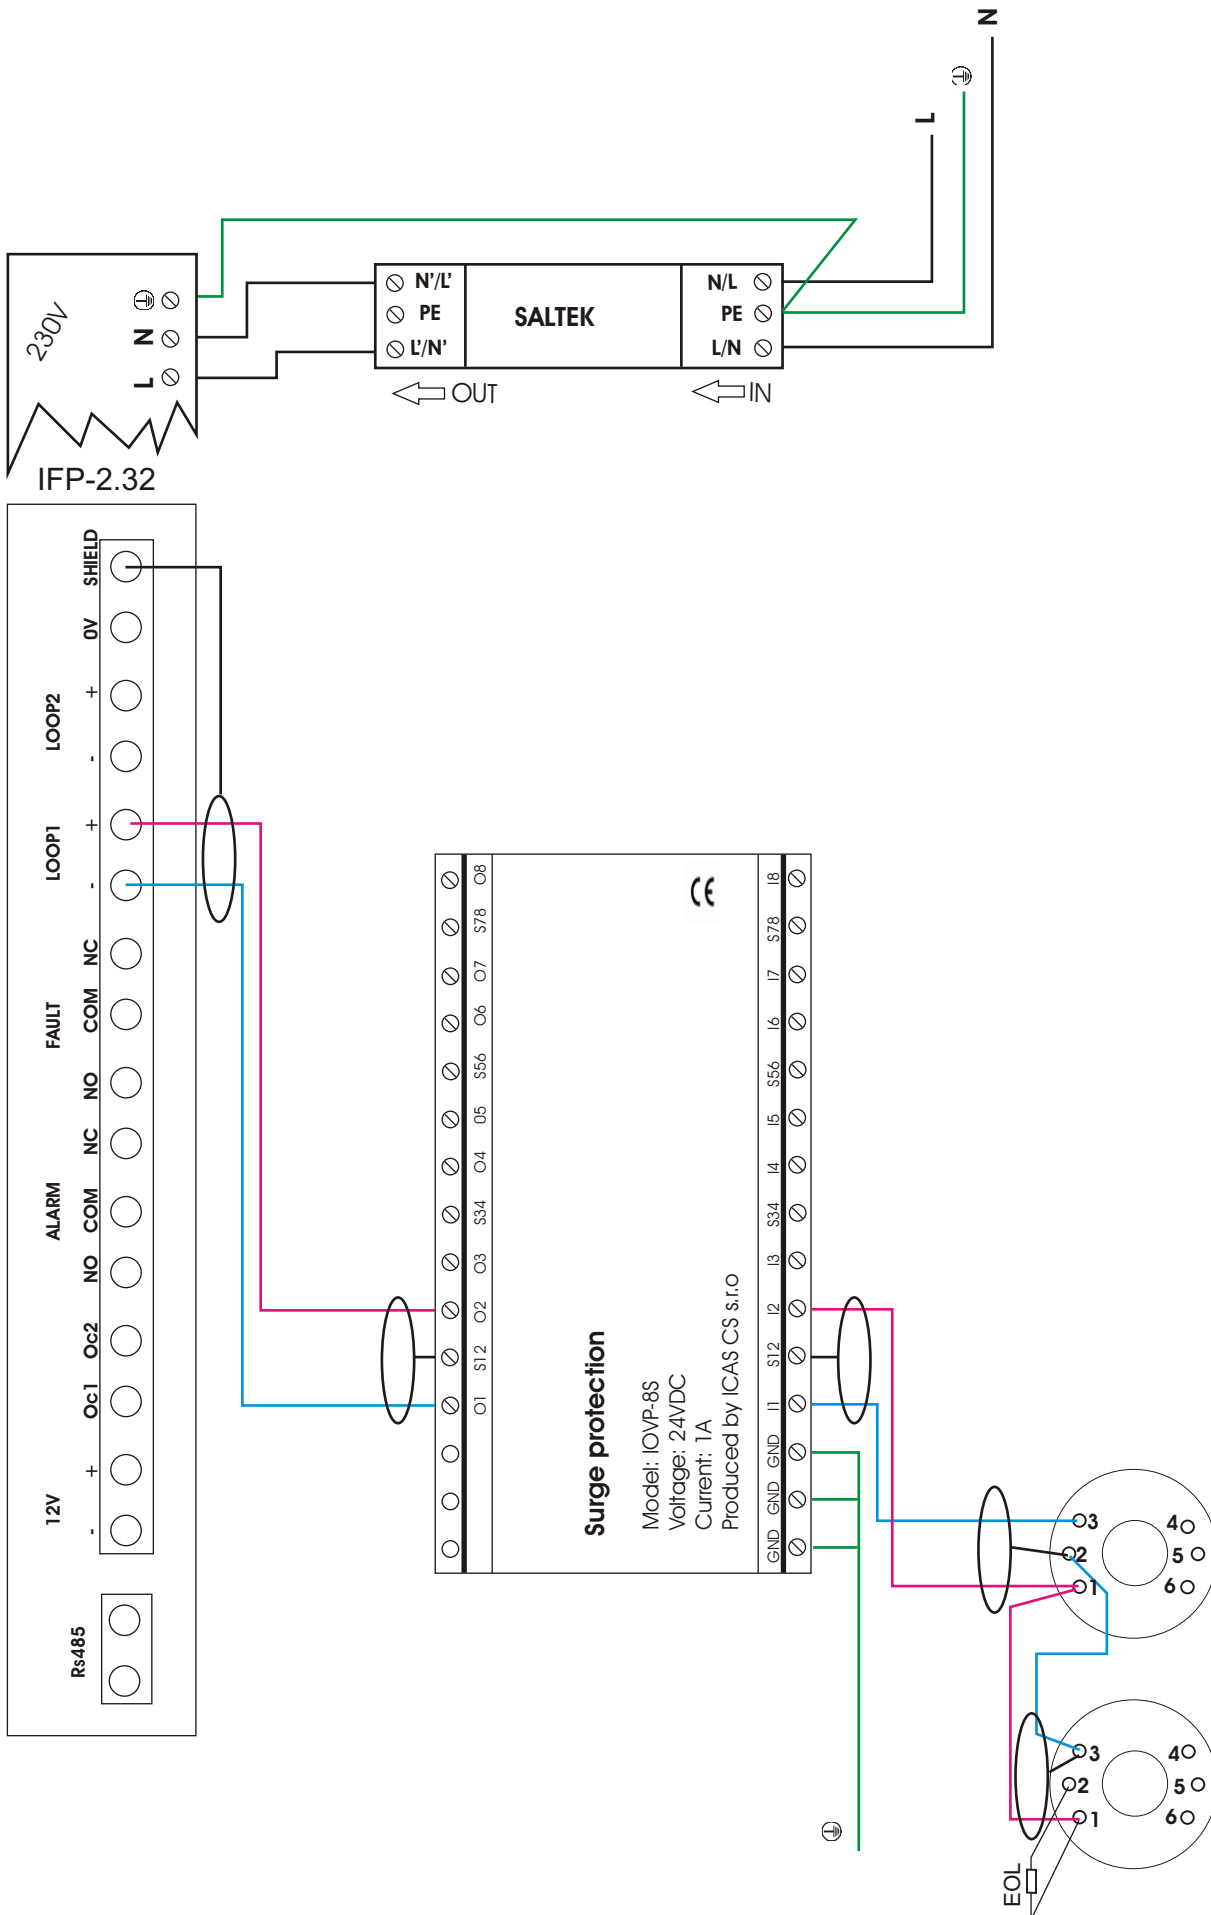 N
L
230V
N
L
N'/L'
PE
L'/N'
SALTEK
N/L
PE
L/N
OUT
IN
IFP-2.32
SHIELD
0V
+
LOOP2
-
+
LOOP1
-
NC
FAULT
COM
NO
NC
ALARM
COM
NO
Oc2
Oc1
+
12V
-
Rs485
O8
S78
O7
O6
S56
05
O4
S34
O3
O2
S12
O1
CE
Surge protection
Model: IOVP-8S
Voltage: 24VDC
Current: 1A
Produced by ICAS CS s.r.o
I8
S78
I7
I6
S56
I5
I4
S34
I3
I2
S12
I1
GND
GND
GND
3
2
1
4
5
6
3
2
1
4
5
6
EOL